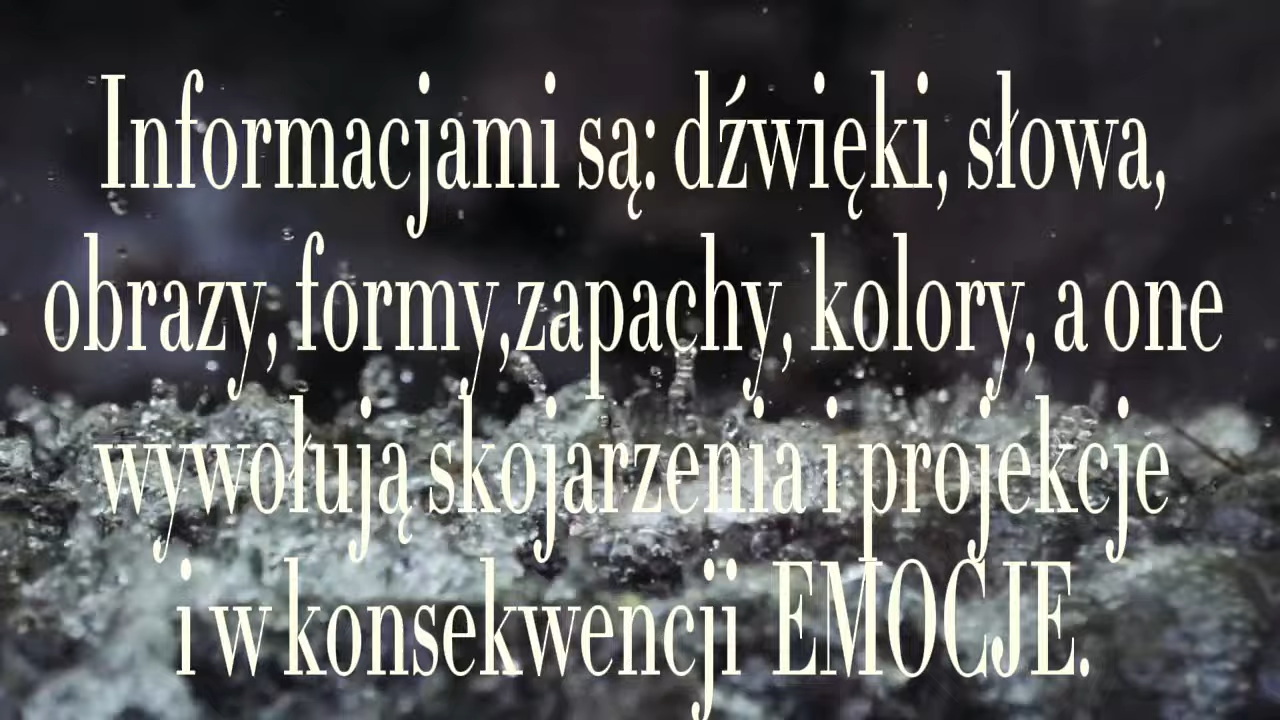 Informacjami są: dźwięki, słowa,
obrazy, formy,zapachy, kolory, a one
wywołują skojarzenia i projekcje
i w konsekwencji EMOCJE.